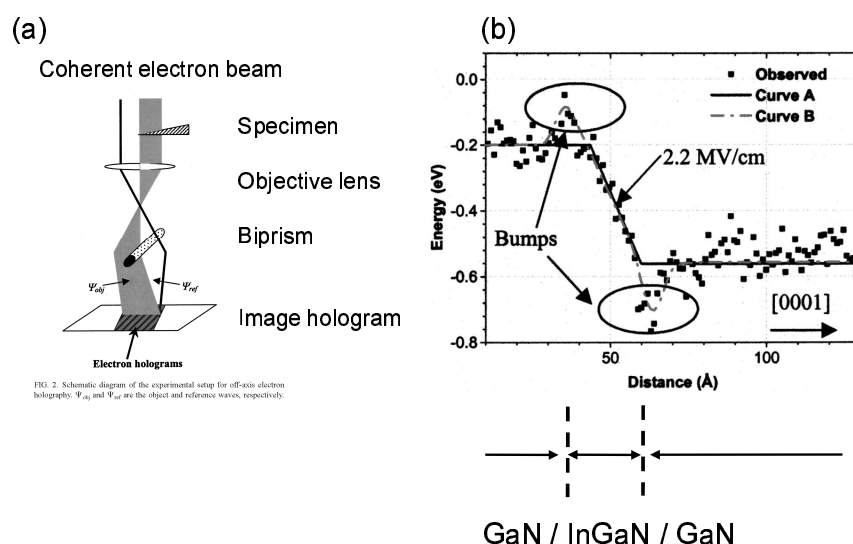 (a)
Coherent electron beam
Specimen
Objective lens
Biprism
Ψobj
Ψref
Image hologram
Electron holograms
FIG. 2. Schematic diagram of the experimental setup for off-axis electron
holography. Ψobj and Ψref are the object and reference waves, respectively.
(b)
0.0
-0.2
-0.4
-0.6
-0.8
Energy (eV)
Observed
Curve A
Curve B
2.2 MV/cm
Bumps
[0001]
50
100
Distance (Å)
GaN / InGaN / GaN